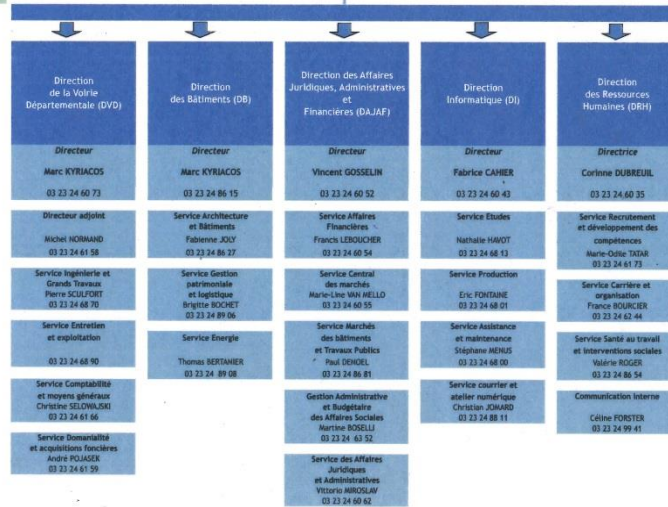 Direction
de la Voirie
Départementale (DVD)
Directeur
Marc KYRIACOS
03 23 24 60 73
Directeur adjoint
Michel NORMAND
03 23 24 61 58
Service Ingénierie et
Grands Travaux
Pierre SCULFORT
03 23 24 68 70
Service Entretien
et exploitation
03 23 24 68 90
Service Comptabilité
et moyens généraux
Christine SELOWAJSKI
03 23 24 61 66
Service Domanialité
et acquisitions foncières
André POJASEK
03 23 24 61 59
Direction
des Bâtiments (DB)
Directeur
Marc KYRIACOS
03 23 24 86 15
Service Architecture
et Bâtiments
Fabienne JOLY
03 23 24 86 27
Service Gestion
patrimoniale
et logistique
Brigitte BOCHET
03 23 24 89 06
Service Energie
Thomas BERTANIER
03 23 24 89 08
Direction des Affaires
Juridiques, Administratives
et
Financières (DAJAF)
Directeur
Vincent GOSSELIN
03 23 24 60 52
Service Affaires
Financières
Francis LEBOUCHER
03 23 24 60 54
Service Central
des marchés
Marie-Line VAN MELLO
03 23 24 60 55
Service Marchés
des bâtiments
et Travaux Publics
Paul DEHOEL
03 23 24 86 81
Gestion Administrative
et Budgétaire
des Affaires Sociales
Martine BOSELLI
03 23 24 63 52
Service des Affaires
Juridiques
et Administratives
Vittorio MIROSLAV
03 23 24 60 62
Direction
Informatique (DI)
Directeur
Fabrice CAHIER
03 23 24 60 43
Service Etudes
Nathalie HAVOT
03 23 24 68 13
Service Production
Eric FONTAINE
03 23 24 68 01
Service Assistance
et maintenance
Stéphane MENUS
03 23 24 68 00
Service courrier et
atelier numérique
Christian JOMARD
03 23 24 88 11
Direction
des Ressources
Humaines (DRH)
Directrice
Corinne DUBREUIL
03 23 24 60 35
Service Recrutement
et développement des
compétences
Marie-Odile TATAR
03 23 24 61 73
Service Carrière et
organisation
France BOURCIER
03 23 24 62 44
Service Santé au travail
et interventions sociales
Valérie ROGER
03 23 24 86 54
Communication interne
Céline FORSTER
03 23 24 99 41